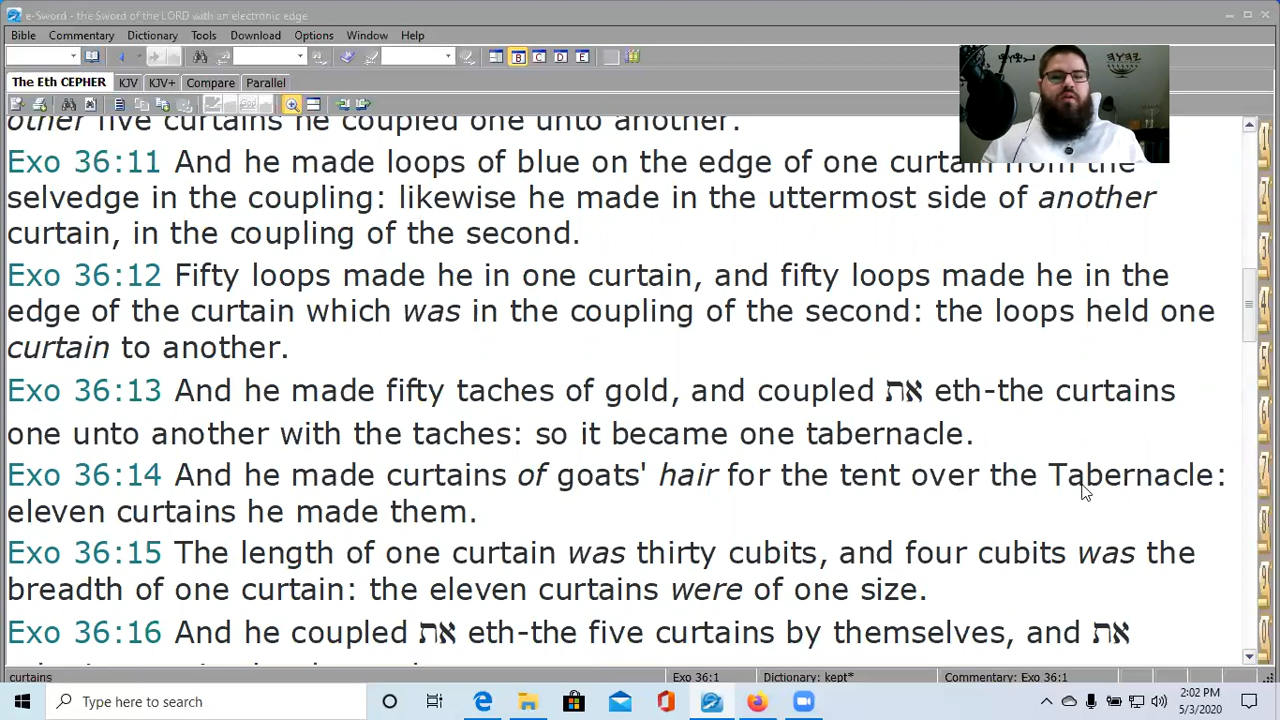 e-Sword - the Sword of the LORD with an electronic edge
Bible Commentary Dictionary Tools Download Options Window Help
B C D E
The Eth CEPHER KJV KJV+ Compare Parallel
other five curtains he coupled one unto another.
Exo 36:11 And he made loops of blue on the edge of one curtain from the
selvedge in the coupling: likewise he made in the uttermost side of another
curtain, in the coupling of the second.
Exo 36:12 Fifty loops made he in one curtain, and fifty loops made he in the
edge of the curtain which was in the coupling of the second: the loops held one
curtain to another.
Exo 36:13 And he made fifty taches of gold, and coupled את eth-the curtains
one unto another with the taches: so it became one tabernacle.
Exo 36:14 And he made curtains of goats' hair for the tent over the Tabernacle:
eleven curtains he made them.
Exo 36:15 The length of one curtain was thirty cubits, and four cubits was the
breadth of one curtain: the eleven curtains were of one size.
Exo 36:16 And he coupled את eth-the five curtains by themselves, and את
curtains Exo 36:1 Dictionary: kept* Commentary: Exo 36:1
Type here to search
2:02 PM
5/3/2020